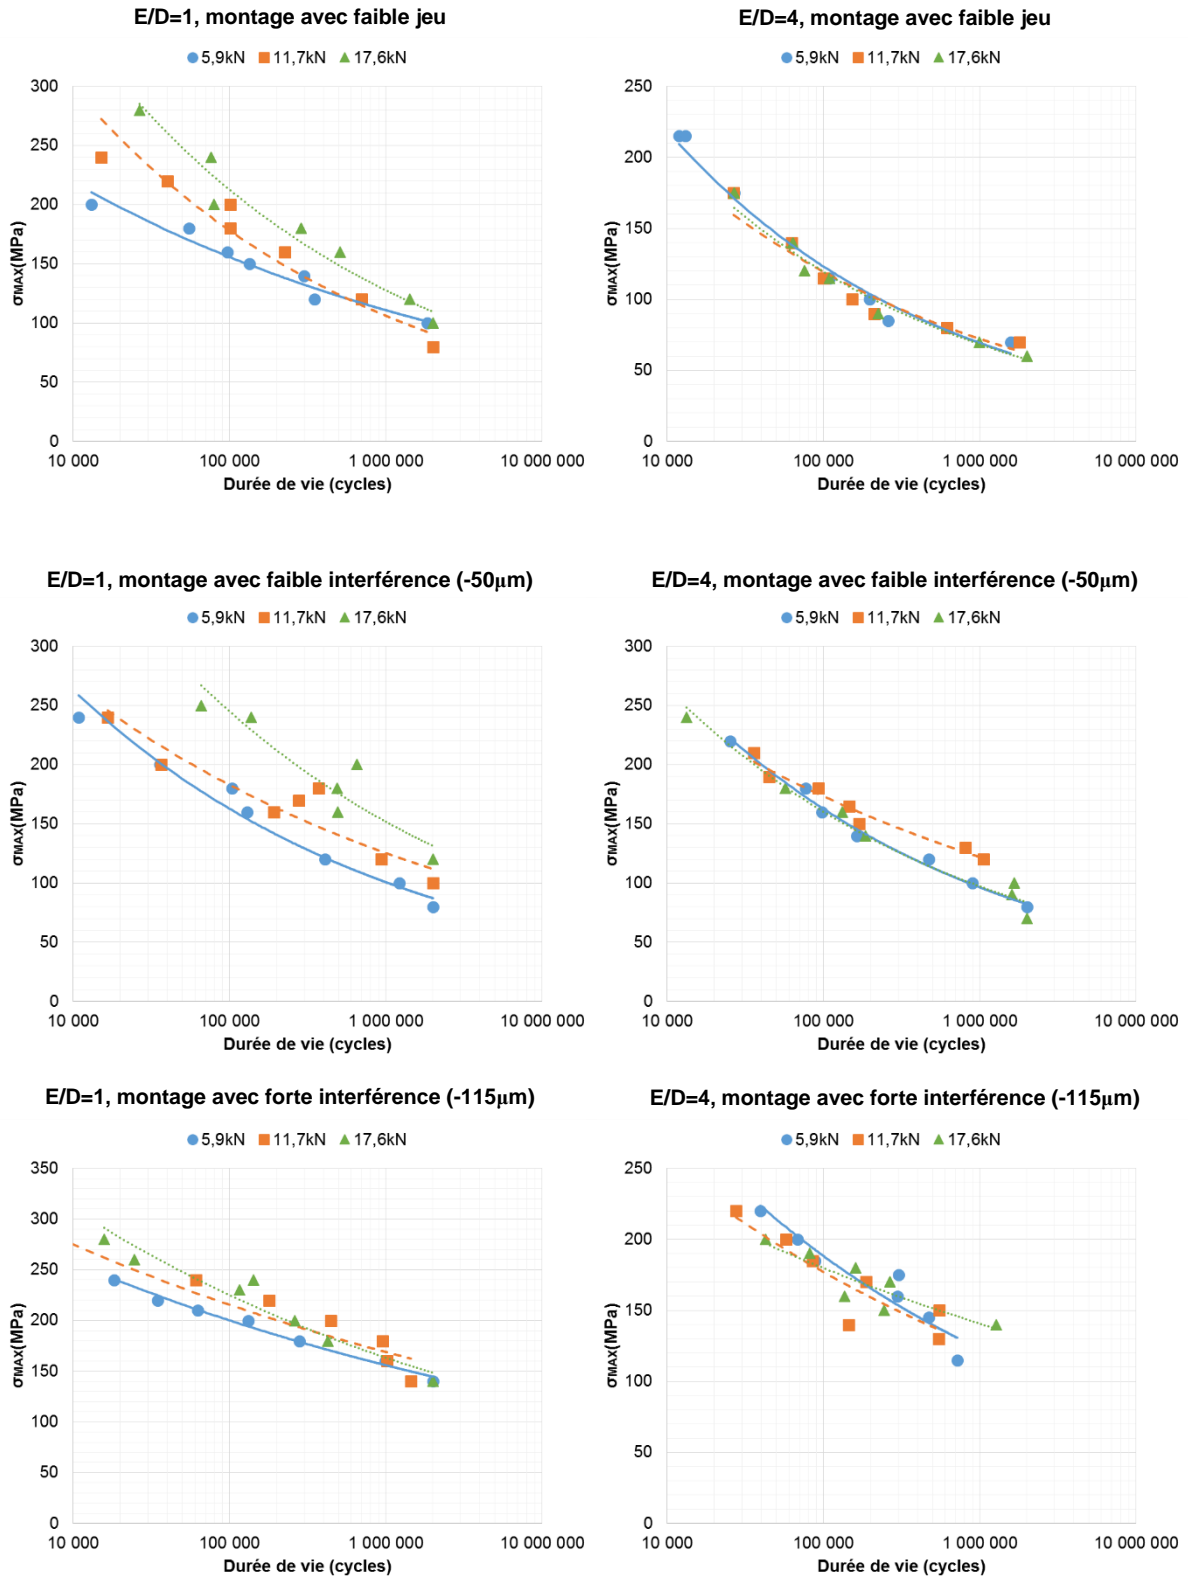 E/D=1, montage avec faible jeu
5,9kN 11,7kN 17,6kN
300
250
200
150
100
50
0
σMAX(MPa)
10 000 100 000 1 000 000 10 000 000
Durée de vie (cycles)
E/D=4, montage avec faible jeu
5,9kN 11,7kN 17,6kN
250
200
150
100
50
0
σMAX(MPa)
10 000 100 000 1 000 000 10 000 000
Durée de vie (cycles)
E/D=1, montage avec faible interférence (-50µm)
5,9kN 11,7kN 17,6kN
300
250
200
150
100
50
0
σMAX(MPa)
10 000 100 000 1 000 000 10 000 000
Durée de vie (cycles)
E/D=4, montage avec faible interférence (-50µm)
5,9kN 11,7kN 17,6kN
300
250
200
150
100
50
0
σMAX(MPa)
10 000 100 000 1 000 000 10 000 000
Durée de vie (cycles)
E/D=1, montage avec forte interférence (-115µm)
5,9kN 11,7kN 17,6kN
350
300
250
200
150
100
50
0
σMAX(MPa)
10 000 100 000 1 000 000 10 000 000
Durée de vie (cycles)
E/D=4, montage avec forte interférence (-115µm)
5,9kN 11,7kN 17,6kN
250
200
150
100
50
0
σMAX(MPa)
10 000 100 000 1 000 000 10 000 000
Durée de vie (cycles)